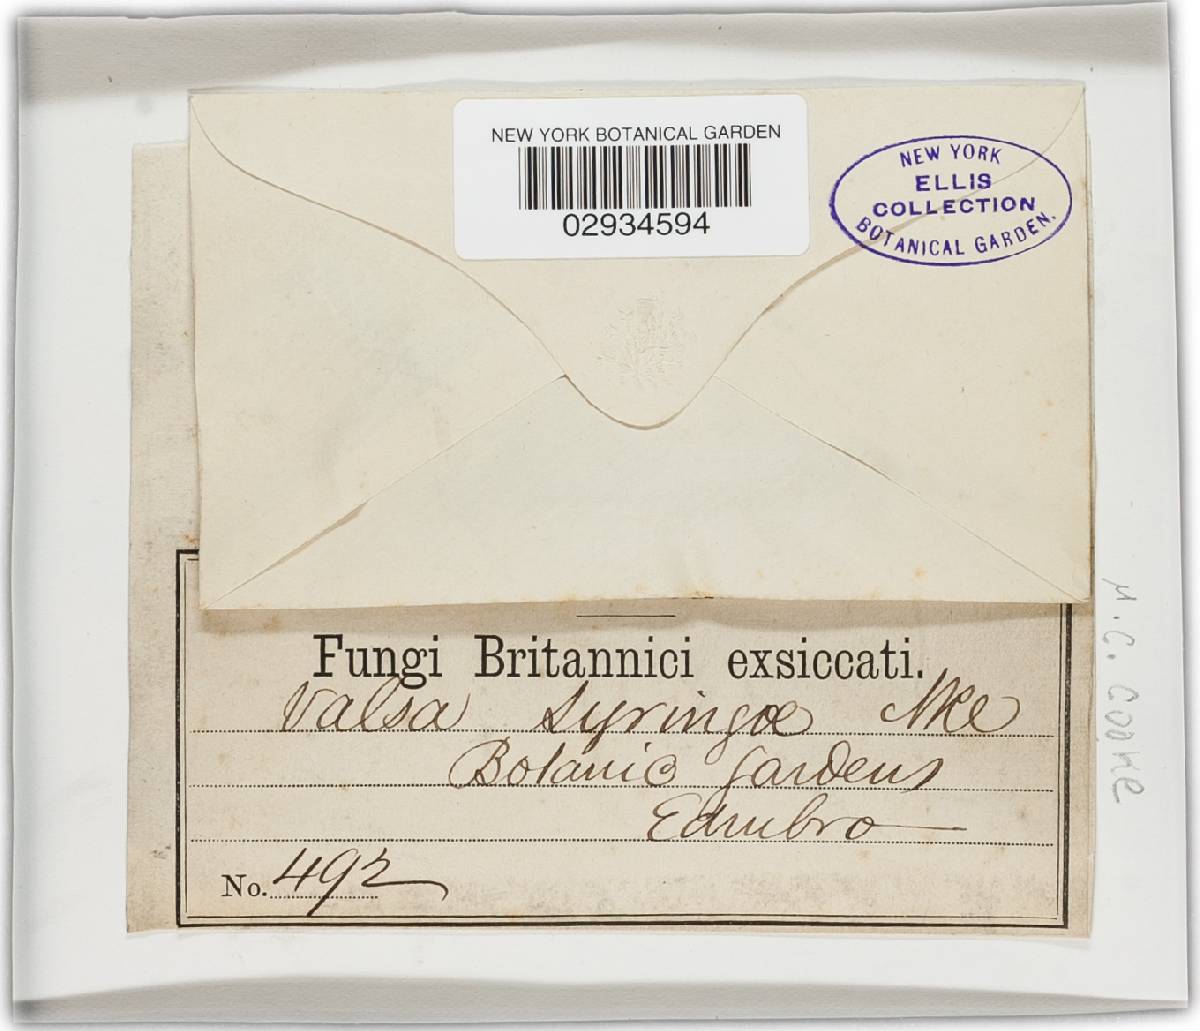 NEW YORK BOTANICAL GARDEN
02934594
NEW YORK
ELLIS
COLLECTION
BOTANICAL GARDEN.
Fungi Britannici exsiccati.
Valsa Syringæ Nke
Botanic Gardens
Edinbro
No. 492
M. C. Cooke